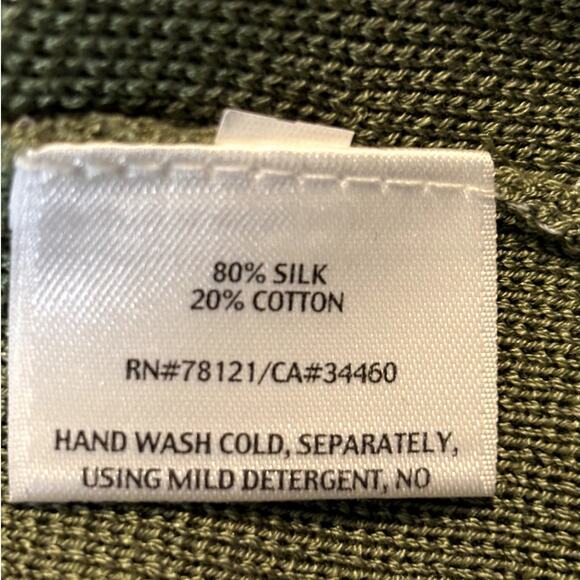 80% SILK
20% COTTON
RN#78121/CA#34460
HAND WASH COLD, SEPARATELY,
USING MILD DETERGENT, NO